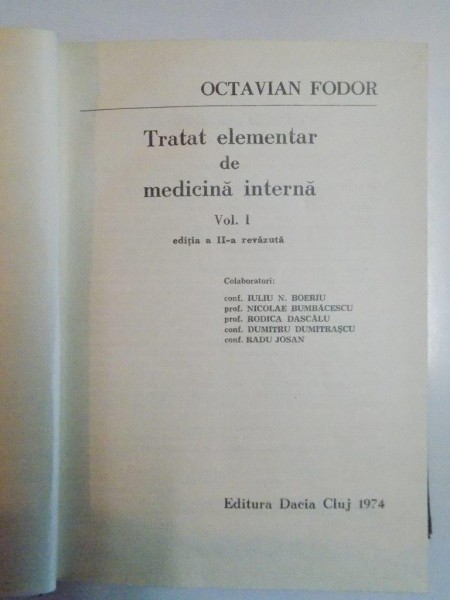 OCTAVIAN FODOR
Tratat elementar
de
medicină internă
Vol. I
ediția a II-a revăzută
Colaboratori:
conf. IULIU N. BOERIU
prof. NICOLAE BUMBĂCESCU
prof. RODICA DASCĂLU
conf. DUMITRU DUMITRAȘCU
conf. RADU JOSAN
Editura Dacia Cluj 1974